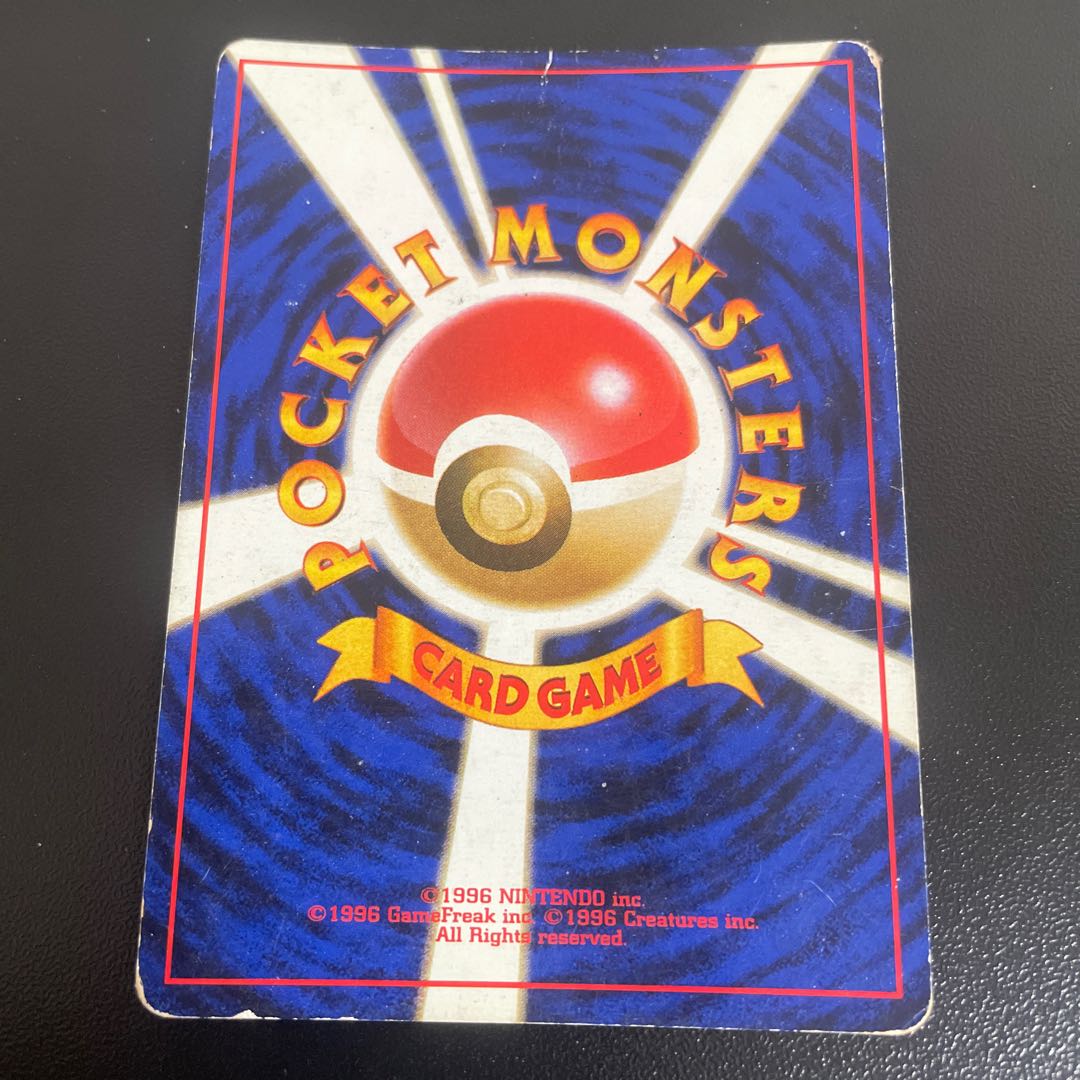 POCKET MONSTERS
CARD GAME
©1996 NINTENDO inc.
©1996 GameFreak inc. ©1996 Creatures inc.
All Rights reserved.